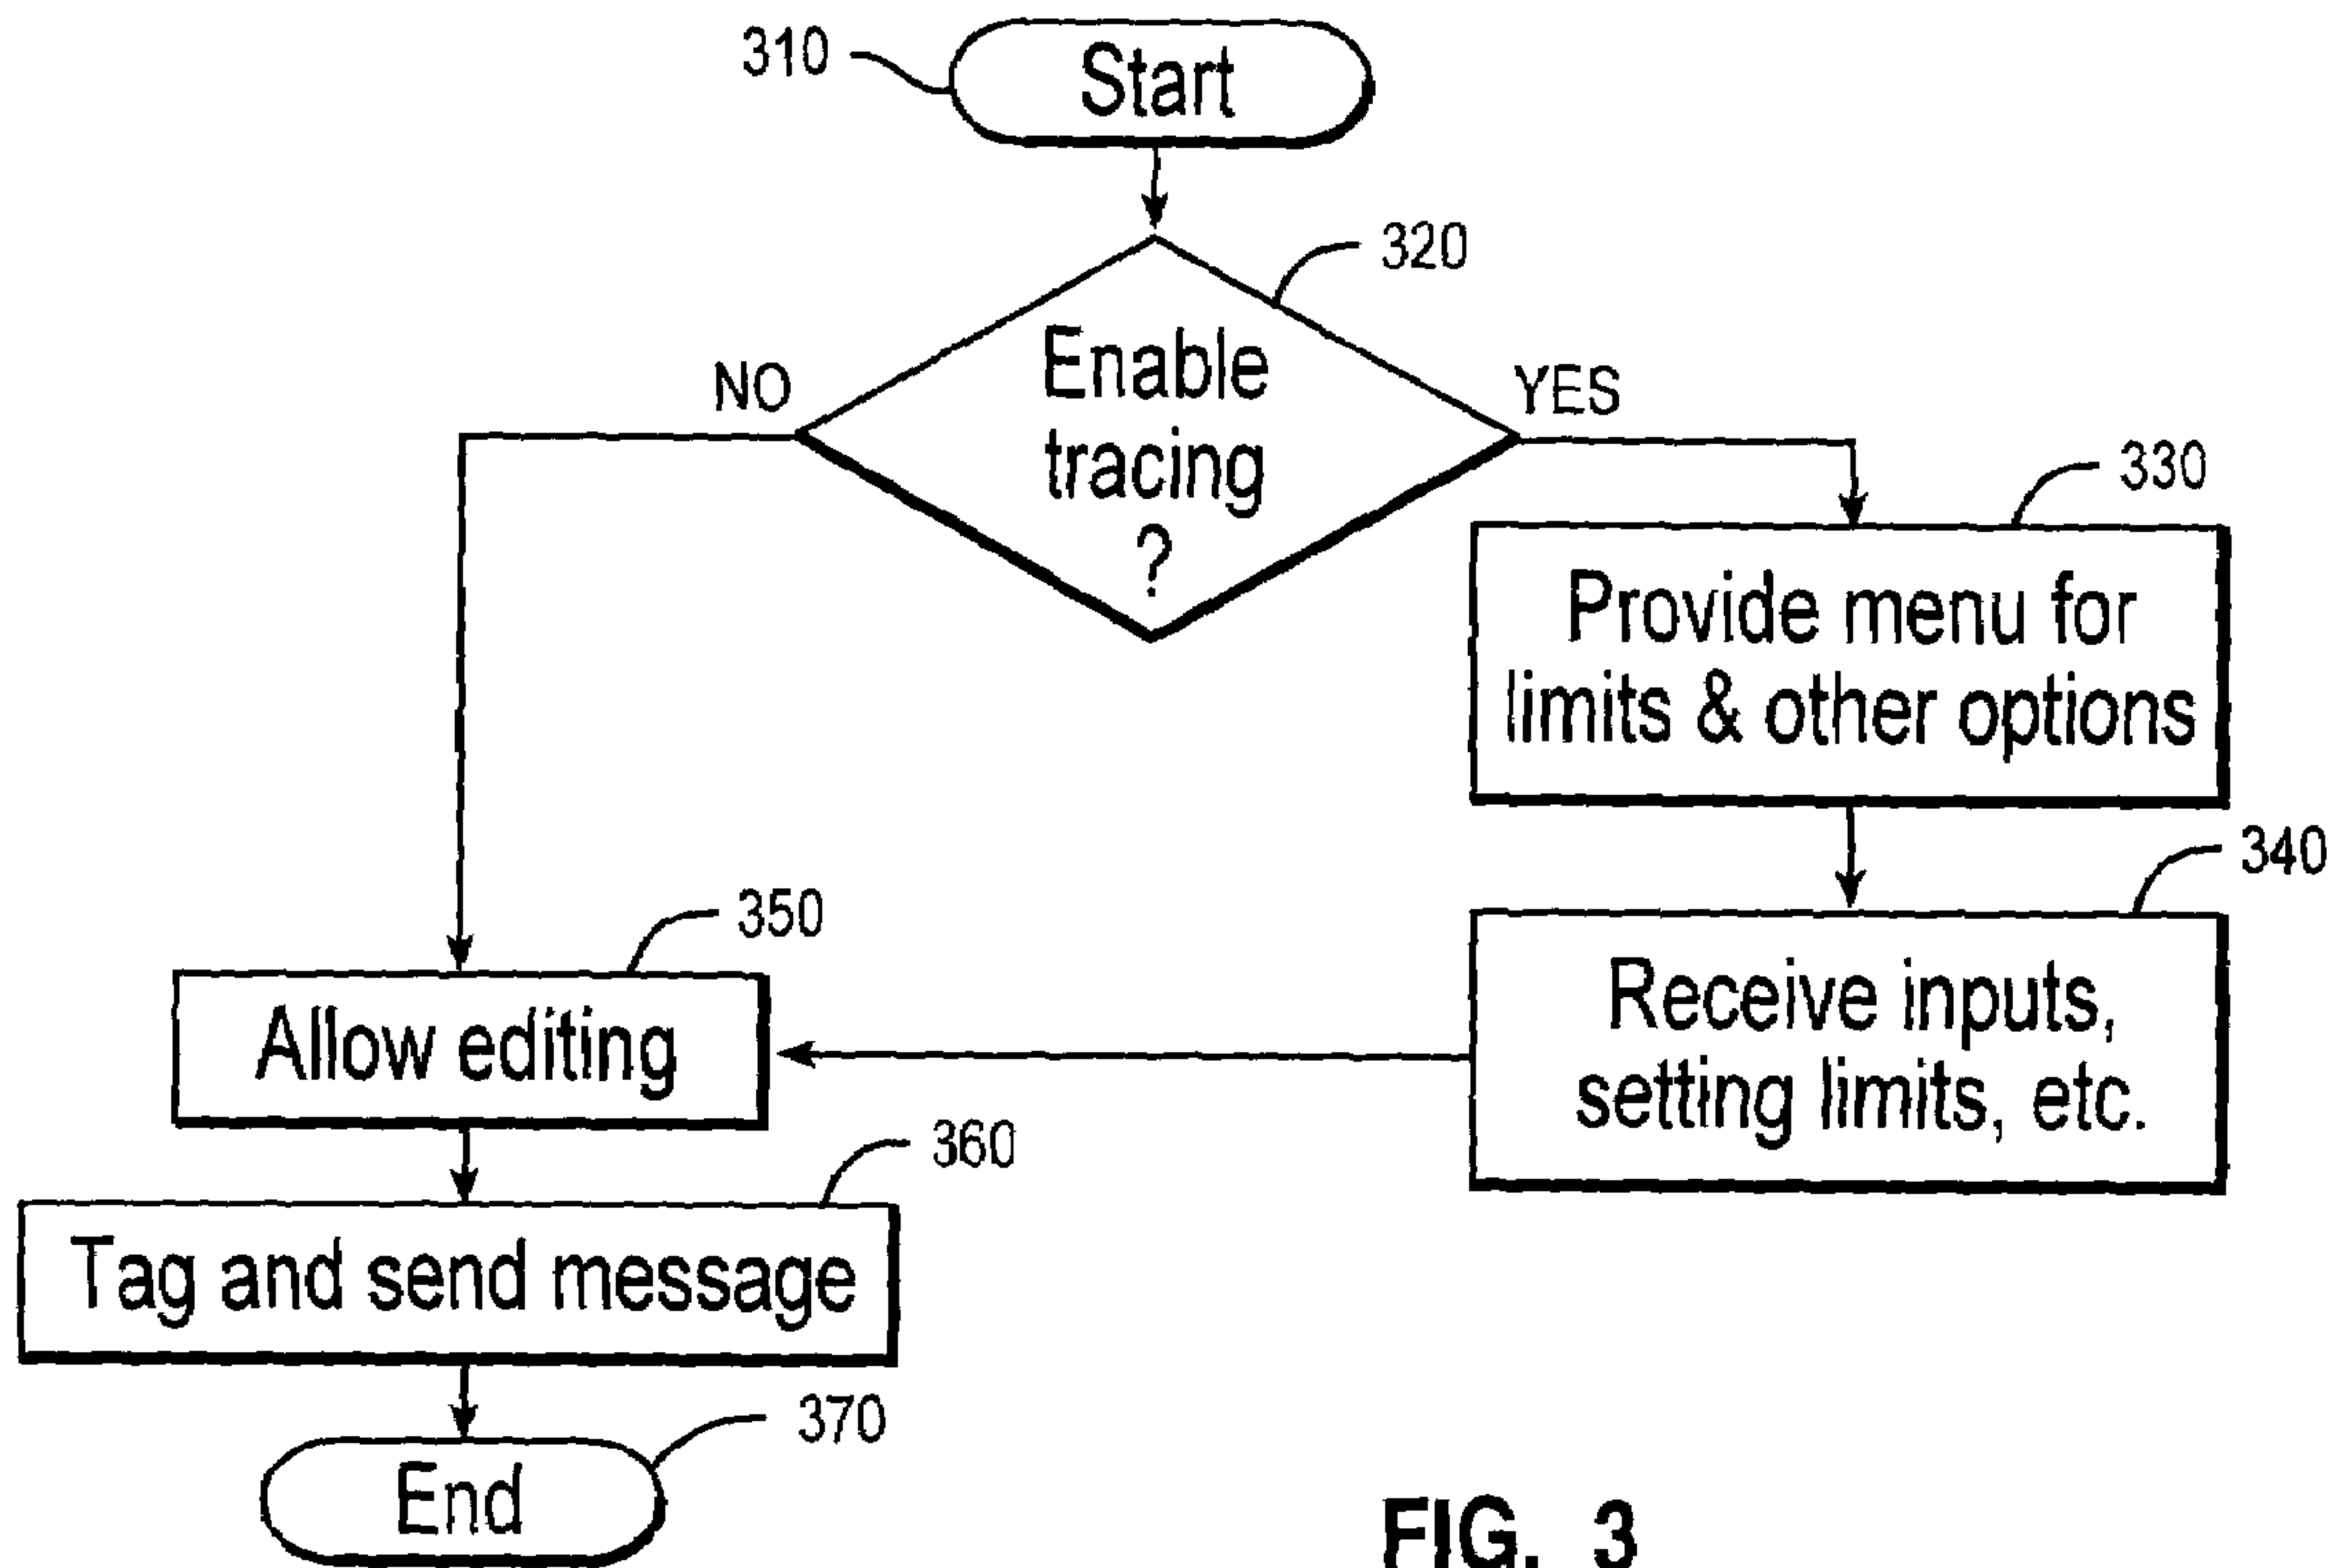 310
Start
320
Enable
tracing
?
NO
YES
330
Provide menu for
limits & other options
340
Receive inputs,
setting limits, etc.
350
Allow editing
360
Tag and send message
370
End
FIG. 3